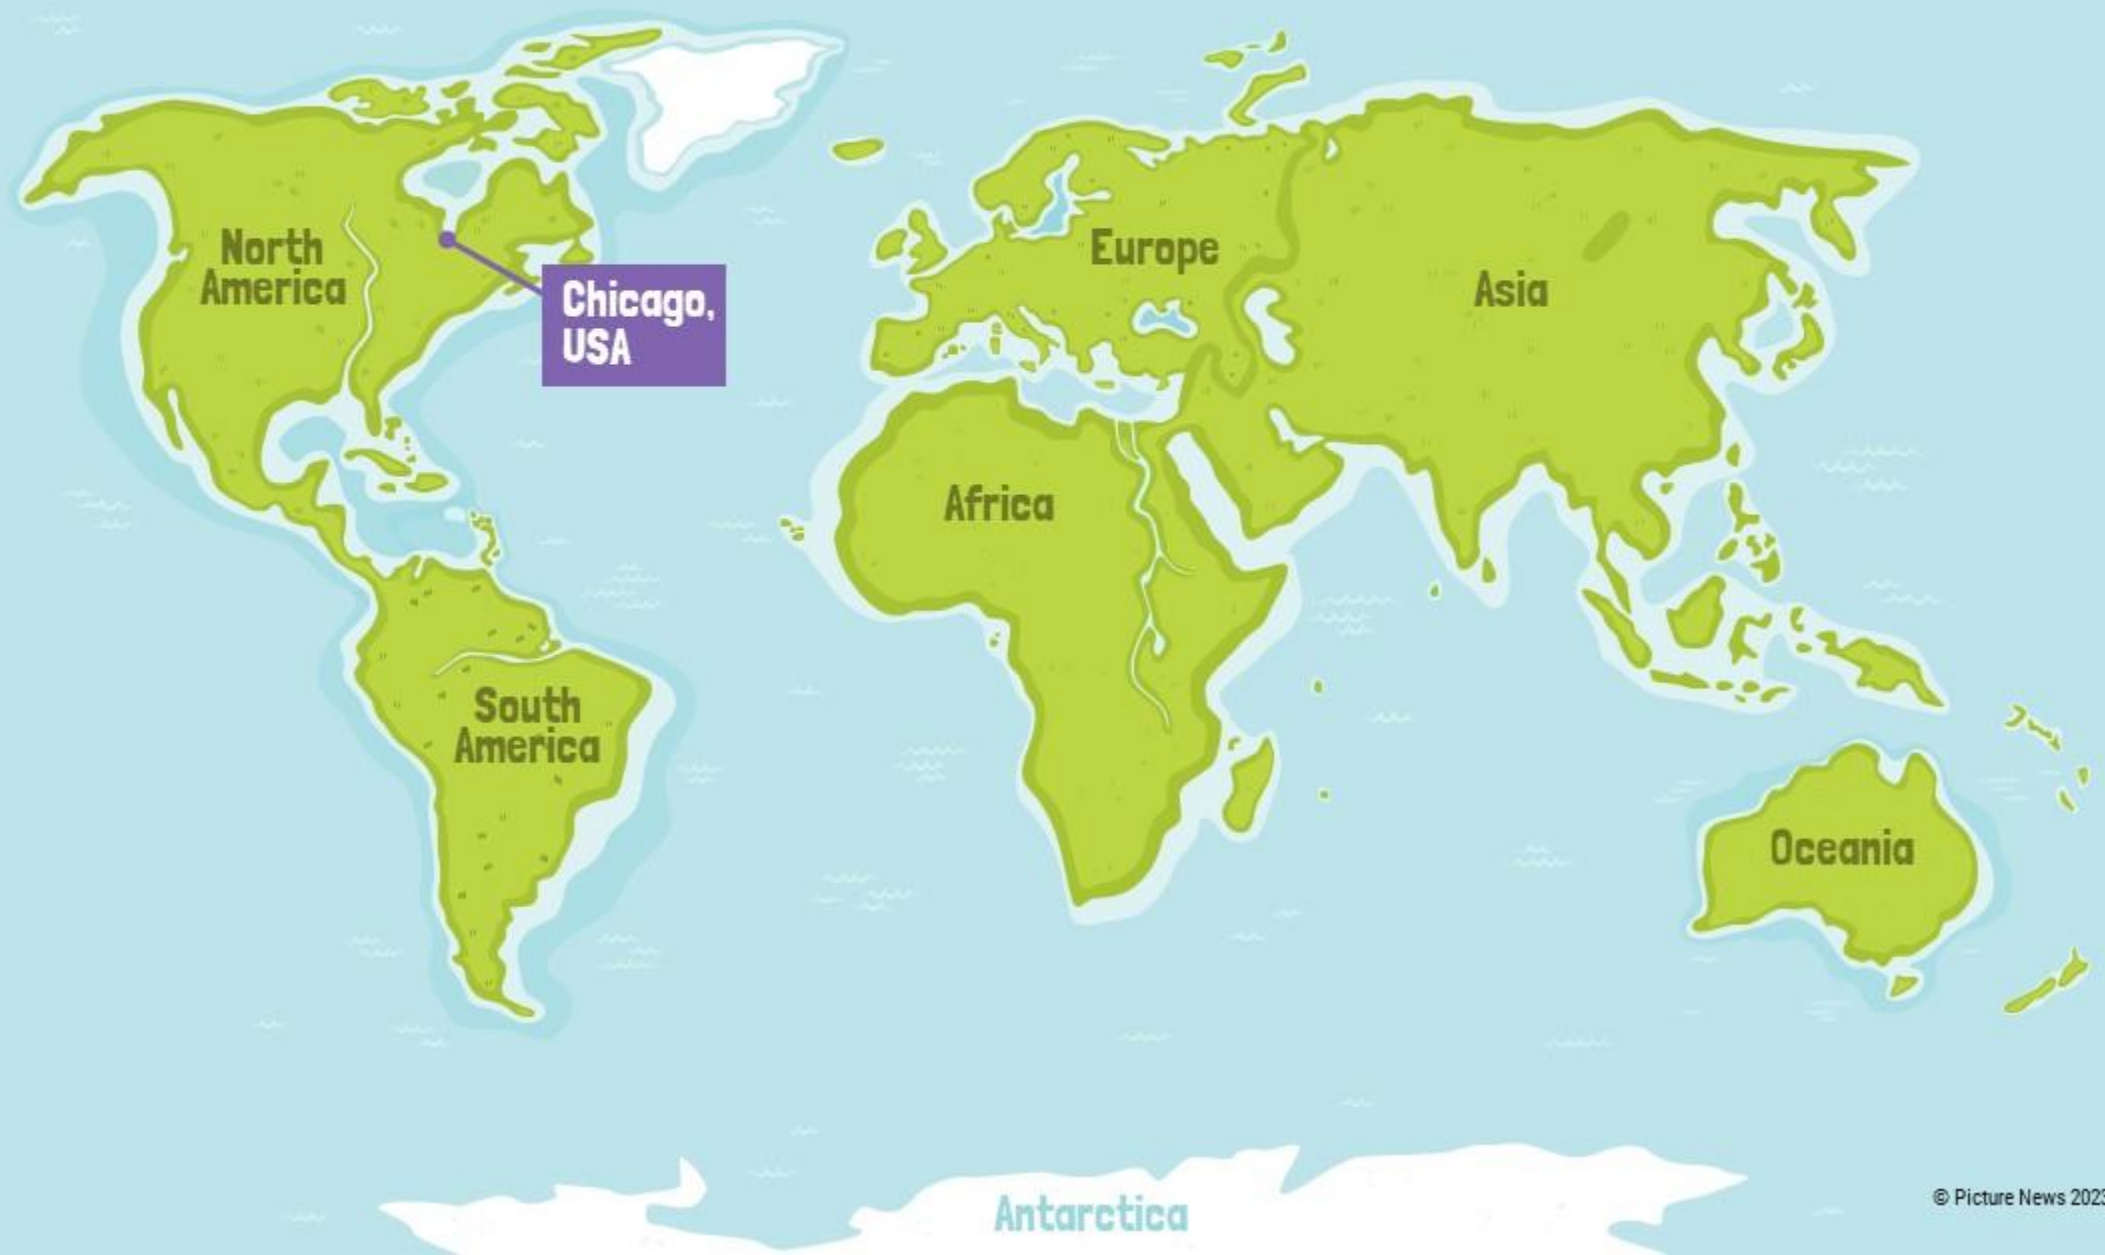 North
America
Chicago,
USA
Europe
Asia
Africa
South
America
Oceania
Antarctica
© Picture News 2023